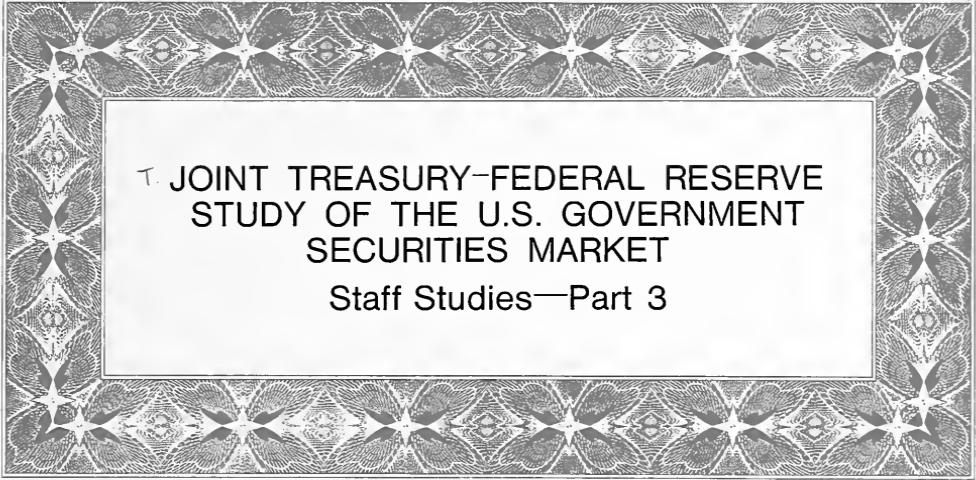 T. JOINT TREASURY–FEDERAL RESERVE
STUDY OF THE U.S. GOVERNMENT
SECURITIES MARKET
Staff Studies—Part 3